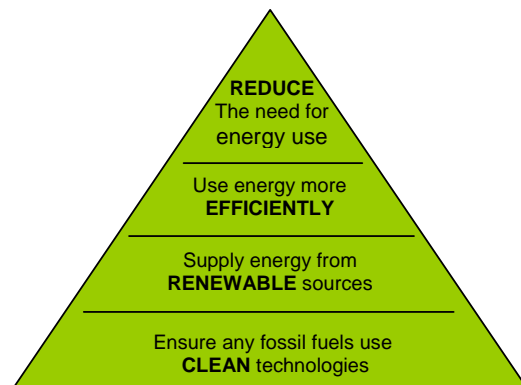 REDUCE
The need for
energy use
Use energy more
EFFICIENTLY
Supply energy from
RENEWABLE sources
Ensure any fossil fuels use
CLEAN technologies